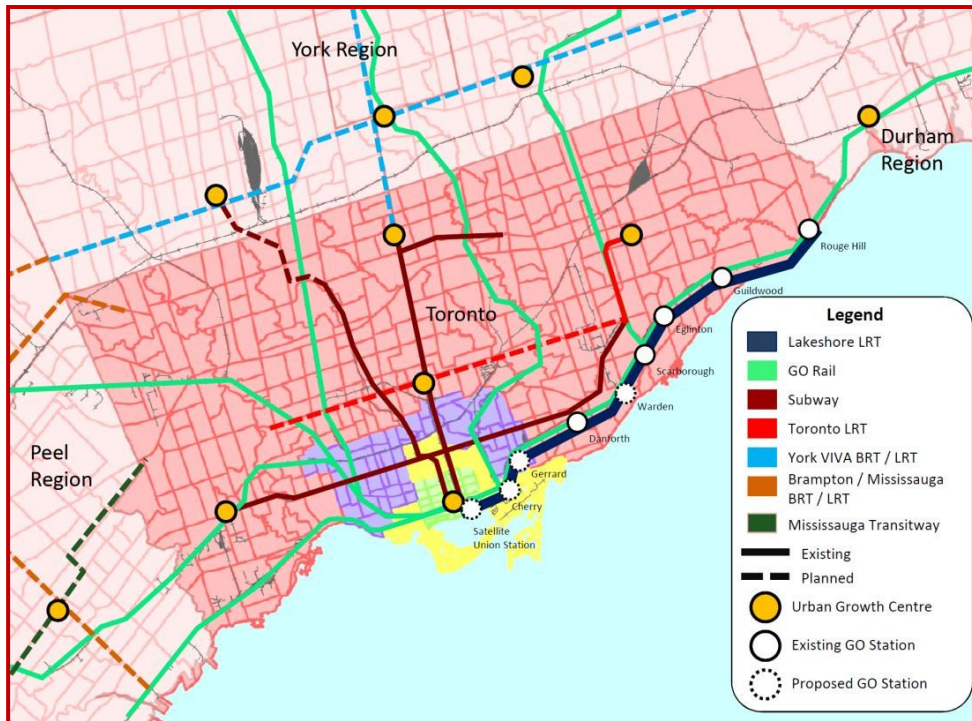 York Region
Durham
Region
Rouge Hill
Guildwood
Eglinton
Toronto
Scarborough
Warden
Danforth
Peel
Region
Gerrard
Cherry
Satellite
Union Station
Legend
Lakeshore LRT
GO Rail
Subway
Toronto LRT
York VIVA BRT / LRT
Brampton / Mississauga
BRT / LRT
Mississauga Transitway
Existing
Planned
Urban Growth Centre
Existing GO Station
Proposed GO Station